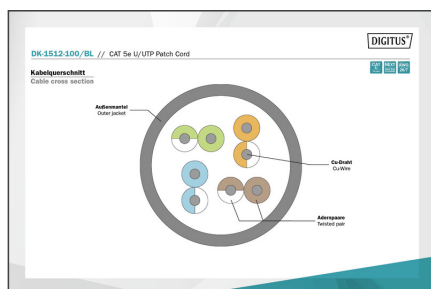 DIGITUS®
DK-1512-100/BL // CAT 5e U/UTP Patch Cord
Kabelquerschnitt
Cable cross section
Außenmantel
Outer jacket
Cu-Draht
Cu-Wire
Aderspaare
Twisted pair